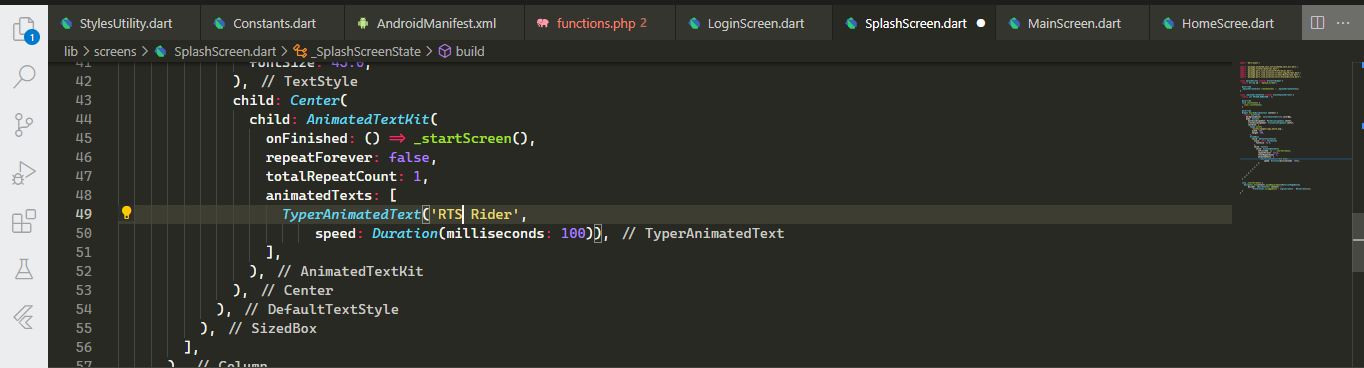 StylesUtility.dart Constants.dart AndroidManifest.xml functions.php 2 LoginScreen.dart SplashScreen.dart MainScreen.dart HomeScree.dart ...
1
lib > screens > SplashScreen.dart > _SplashScreenState > build
41 fontSize: 45.0,
42 ), // TextStyle
43 child: Center(
44 child: AnimatedTextKit(
45 onFinished: () => _startScreen(),
46 repeatForever: false,
47 totalRepeatCount: 1,
48 animatedTexts: [
49 TyperAnimatedText('RTS Rider',
50 speed: Duration(milliseconds: 100)), // TyperAnimatedText
51 ],
52 ), // AnimatedTextKit
53 ), // Center
54 ), // DefaultTextStyle
55 ), // SizedBox
56 ],
57 ), // Column